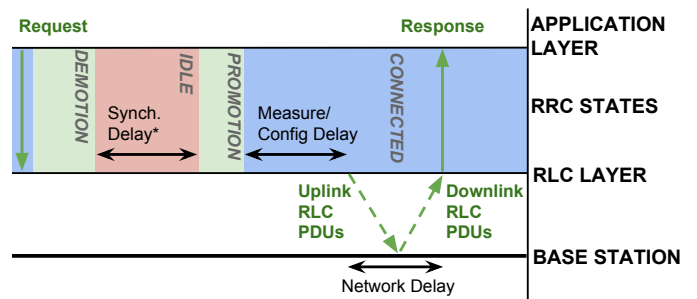 Request
Response
APPLICATION
LAYER
DEMOTION
IDLE
PROMOTION
CONNECTED
Synch.
Delay*
Measure/
Config Delay
RRC STATES
RLC LAYER
Uplink
RLC
PDUs
Downlink
RLC
PDUs
BASE STATION
Network Delay